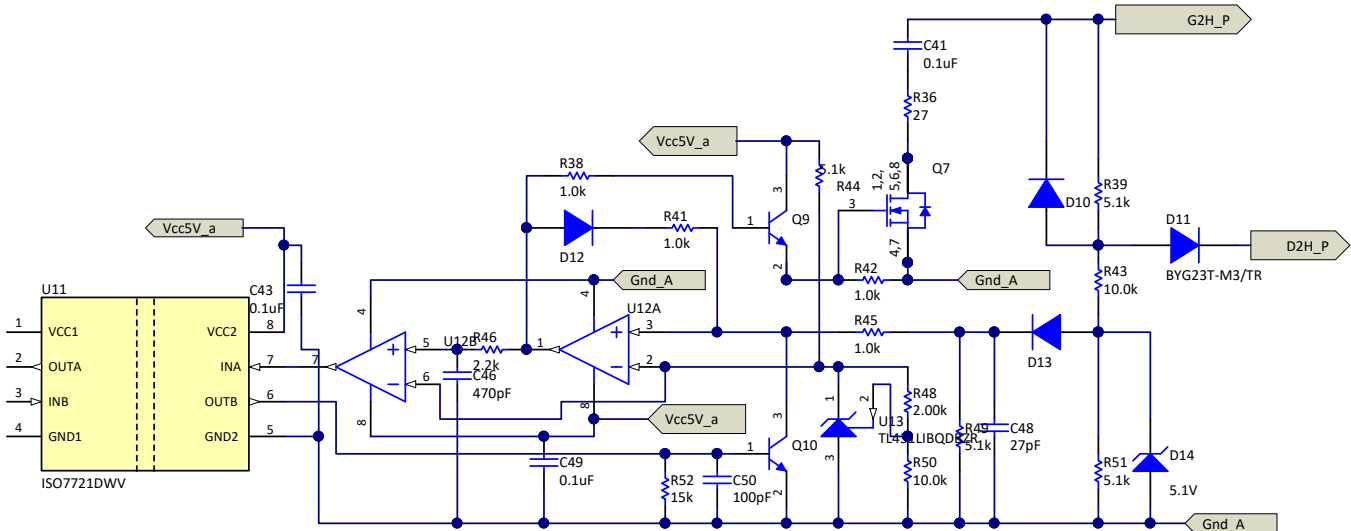 G2H_P
C41
0.1uF
R36
27
Vcc5V_a
5.1k
R44
1,2,
5,6,8
Q7
3
4,7
R38
1.0k
3
1
Q9
2
D10
R39
5.1k
D11
D2H_P
BYG23T-M3/TR
Vcc5V_a
D12
R41
1.0k
Gnd_A
R42
1.0k
Gnd_A
R43
10.0k
U11
C43
0.1uF
4
4
U12A
1
VCC1
VCC2
8
2
OUTA
INA
7
7
3
INB
OUTB
6
4
GND1
GND2
5
ISO7721DWV
5
U12B
R46
2.2k
1
3
R45
1.0k
2
D13
6
C46
470pF
8
8
Vcc5V_a
3
1
2
R48
2.00k
U13
TL431LIBQDBZR
3
R49
5.1k
C48
27pF
C49
0.1uF
1
Q10
2
R52
15k
C50
100pF
R50
10.0k
R51
5.1k
D14
5.1V
Gnd_A